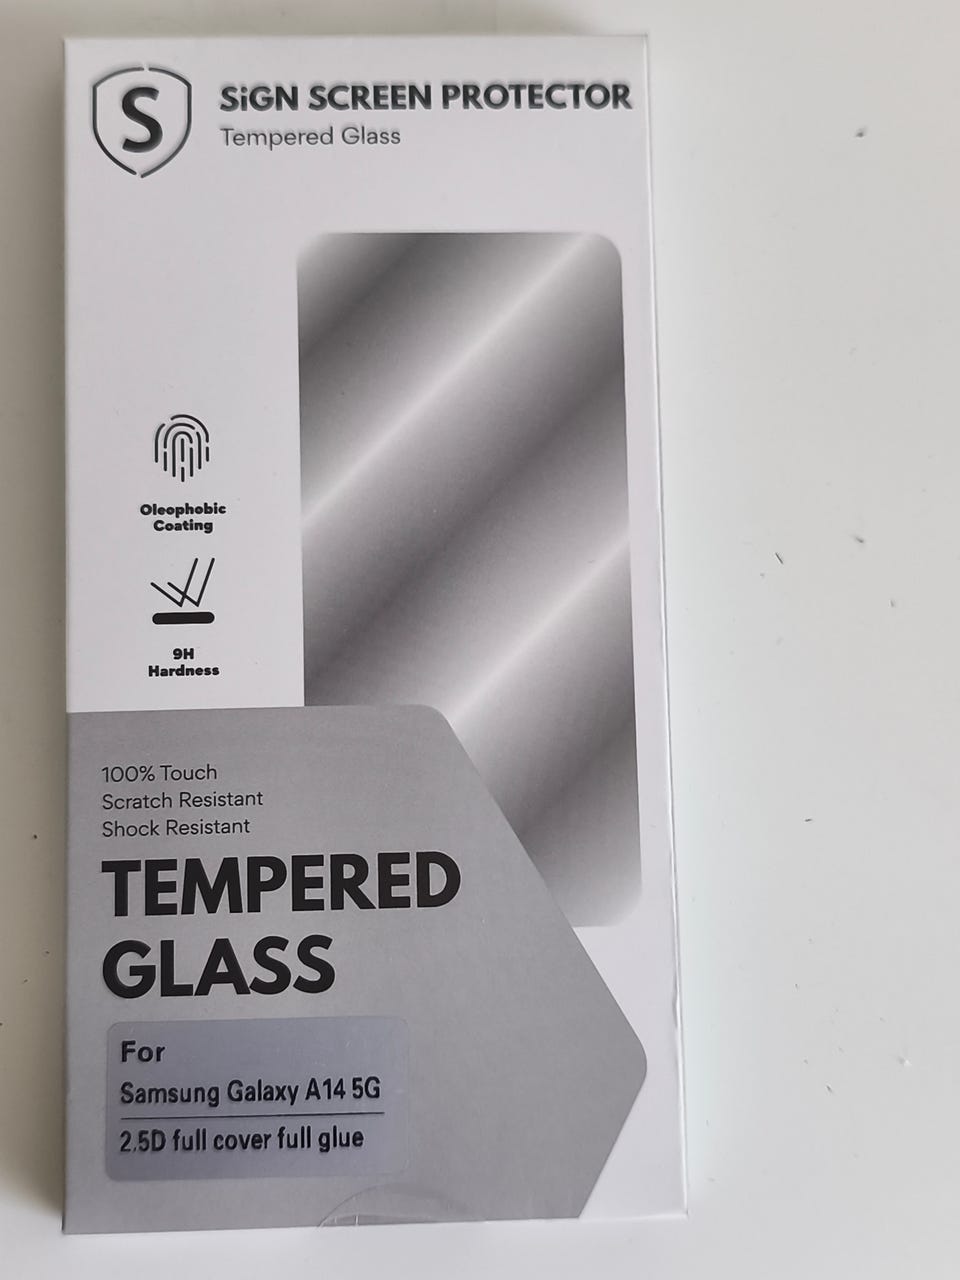 S
SiGN SCREEN PROTECTOR
Tempered Glass
Oleophobic
Coating
9H
Hardness
100% Touch
Scratch Resistant
Shock Resistant
TEMPERED
GLASS
For
Samsung Galaxy A14 5G
2.5D full cover full glue